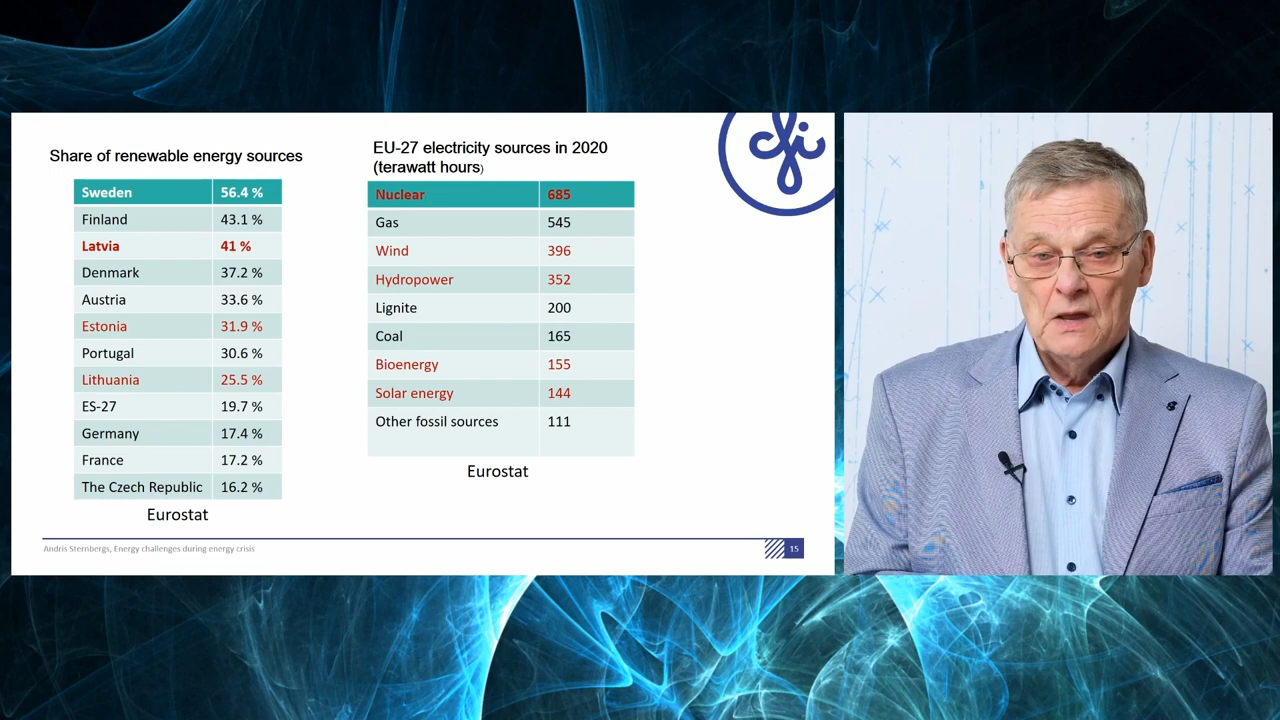 Share of renewable energy sources
Sweden 56.4 %
Finland 43.1 %
Latvia 41 %
Denmark 37.2 %
Austria 33.6 %
Estonia 31.9 %
Portugal 30.6 %
Lithuania 25.5 %
ES-27 19.7 %
Germany 17.4 %
France 17.2 %
The Czech Republic 16.2 %
Eurostat
EU-27 electricity sources in 2020
(terawatt hours)
Nuclear 685
Gas 545
Wind 396
Hydropower 352
Lignite 200
Coal 165
Bioenergy 155
Solar energy 144
Other fossil sources 111
Eurostat
Andris Sternbergs, Energy challenges during energy crisis
15